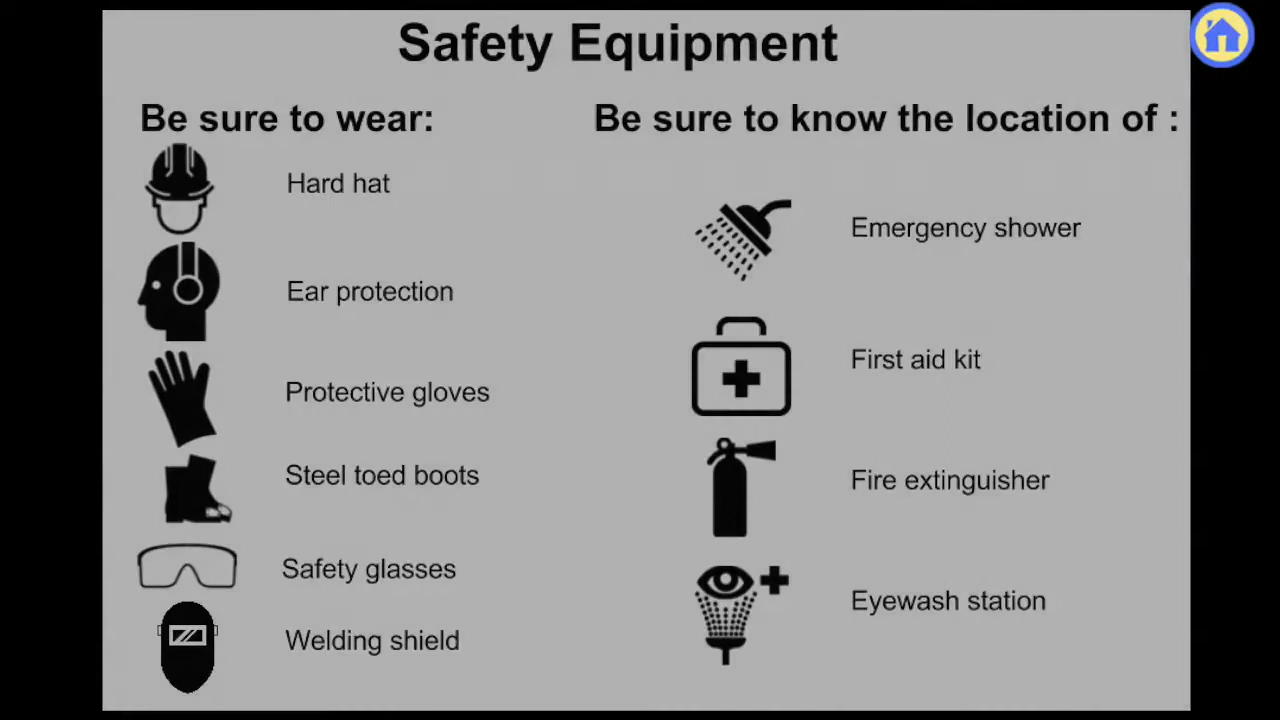 Safety Equipment
Be sure to wear:
Hard hat
Ear protection
Protective gloves
Steel toed boots
Safety glasses
Welding shield
Be sure to know the location of :
Emergency shower
First aid kit
Fire extinguisher
Eyewash station